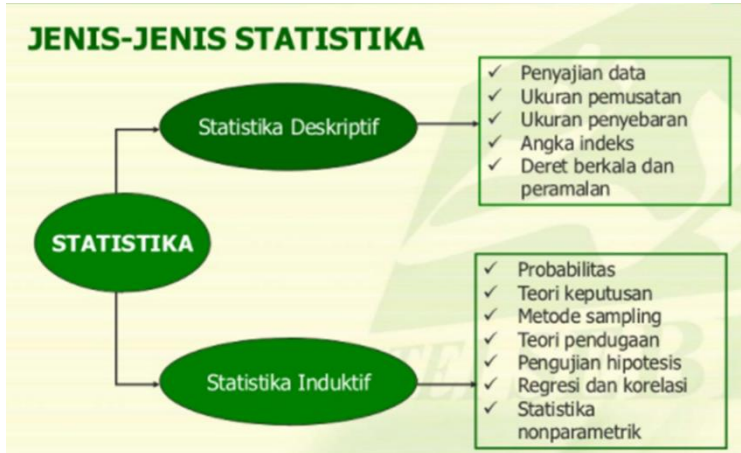 JENIS-JENIS STATISTIKA
Statistika Deskriptif
✓ Penyajian data
✓ Ukuran pemusatan
✓ Ukuran penyebaran
✓ Angka indeks
✓ Deret berkala dan
peramalan
STATISTIKA
Statistika Induktif
✓ Probabilitas
✓ Teori keputusan
✓ Metode sampling
✓ Teori pendugaan
✓ Pengujian hipotesis
✓ Regresi dan korelasi
✓ Statistika
nonparametrik